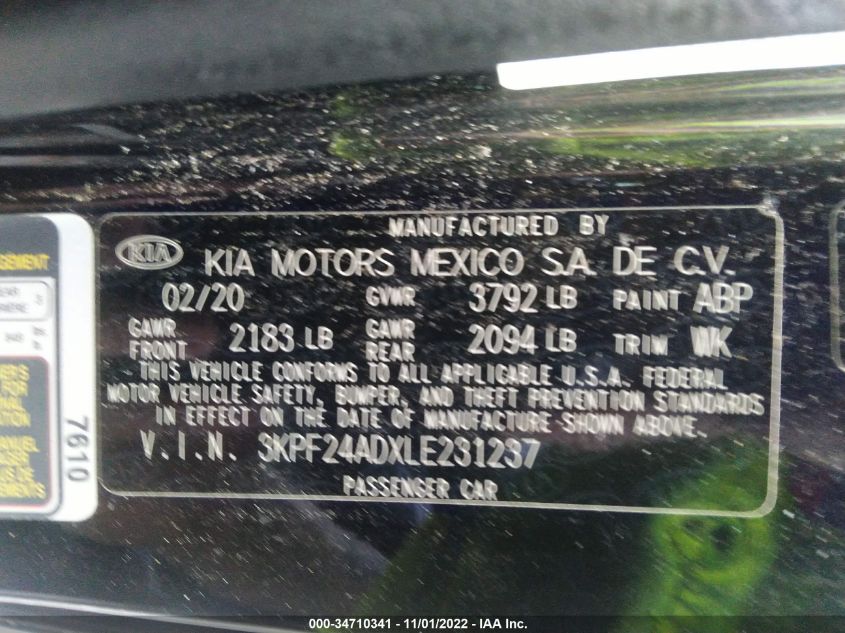 MANUFACTURED BY
KIA KIA MOTORS MEXICO S.A. DE C.V.
02/20 GVWR 3792 LB PAINT ABP
GAWR FRONT 2183 LB GAWR REAR 2094 LB TRIM WK
THIS VEHICLE CONFORMS TO ALL APPLICABLE U.S.A. FEDERAL
MOTOR VEHICLE SAFETY, BUMPER, AND THEFT PREVENTION STANDARDS
IN EFFECT ON THE DATE OF MANUFACTURE SHOWN ABOVE.
V.I.N. 3KPF24ADXLE231237
PASSENGER CAR
7610
000-34710341 - 11/01/2022 - IAA Inc.